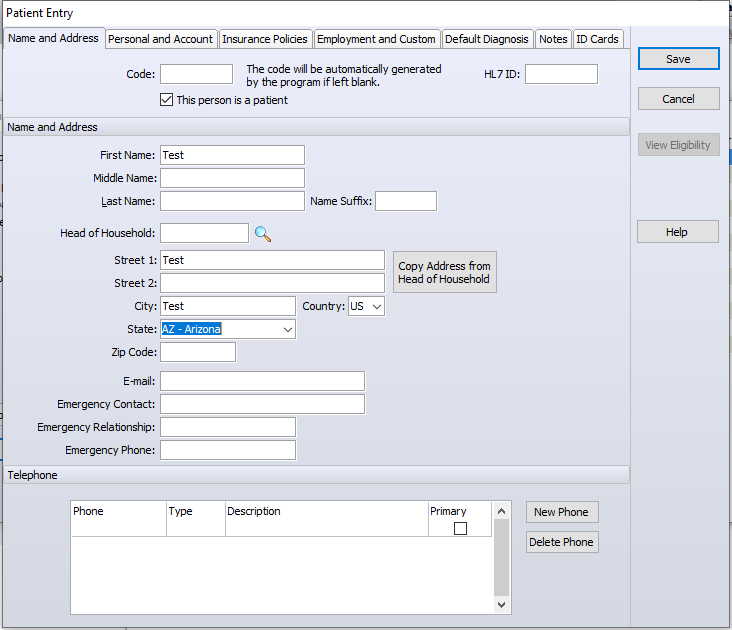 Patient Entry
Name and Address
Personal and Account
Insurance Policies
Employment and Custom
Default Diagnosis
Notes
ID Cards
Save
Code:
The code will be automatically generated
by the program if left blank.
HL7 ID:
This person is a patient
Cancel
Name and Address
View Eligibility
First Name: Test
Middle Name:
Last Name:
Name Suffix:
Head of Household:
Help
Street 1: Test
Copy Address from
Head of Household
Street 2:
City: Test
Country: US
State: AZ - Arizona
Zip Code:
E-mail:
Emergency Contact:
Emergency Relationship:
Emergency Phone:
Telephone
Phone
Type
Description
Primary
New Phone
Delete Phone